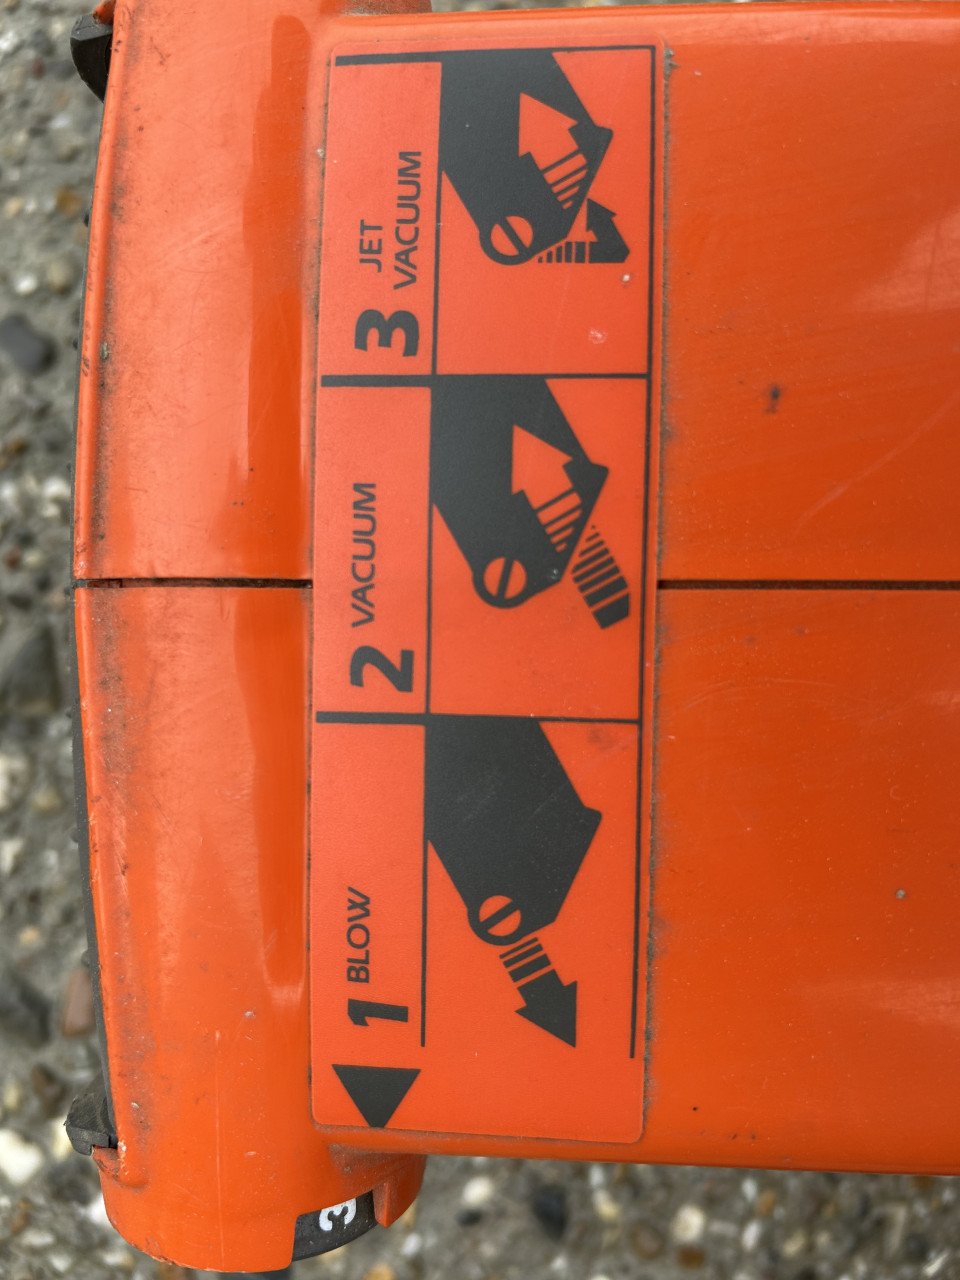 1 BLOW
2 VACUUM
3 JET
VACUUM
3